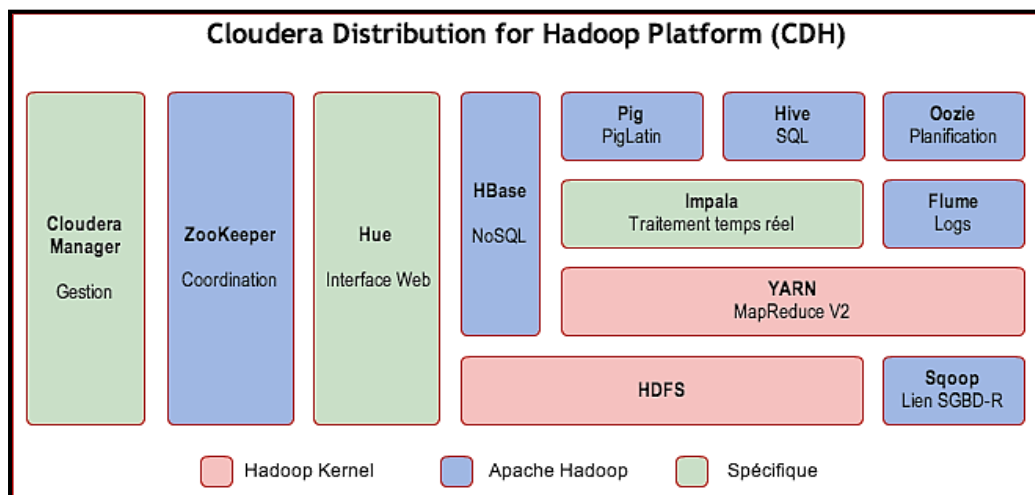 Cloudera Distribution for Hadoop Platform (CDH)
Cloudera
Manager
Gestion
ZooKeeper
Coordination
Hue
Interface Web
HBase
NoSQL
Pig
PigLatin
Hive
SQL
Oozie
Planification
Impala
Traitement temps réel
Flume
Logs
YARN
MapReduce V2
HDFS
Sqoop
Lien SGBD-R
Hadoop Kernel
Apache Hadoop
Spécifique